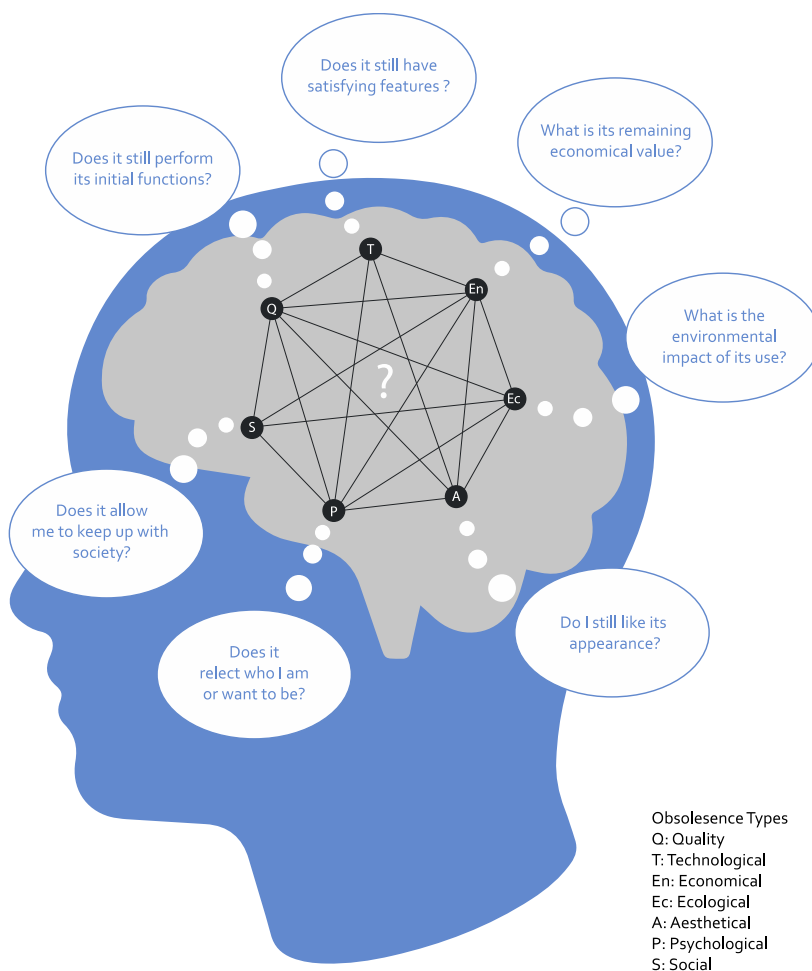 Does it still have
satisfying features ?
What is its remaining
economical value?
Does it still perform
its initial functions?
What is the
environmental
impact of its use?
T
En
Q
?
Ec
S
A
P
Does it allow
me to keep up with
society?
Do I still like its
appearance?
Does it
relect who I am
or want to be?
Obsolesence Types
Q: Quality
T: Technological
En: Economical
Ec: Ecological
A: Aesthetical
P: Psychological
S: Social